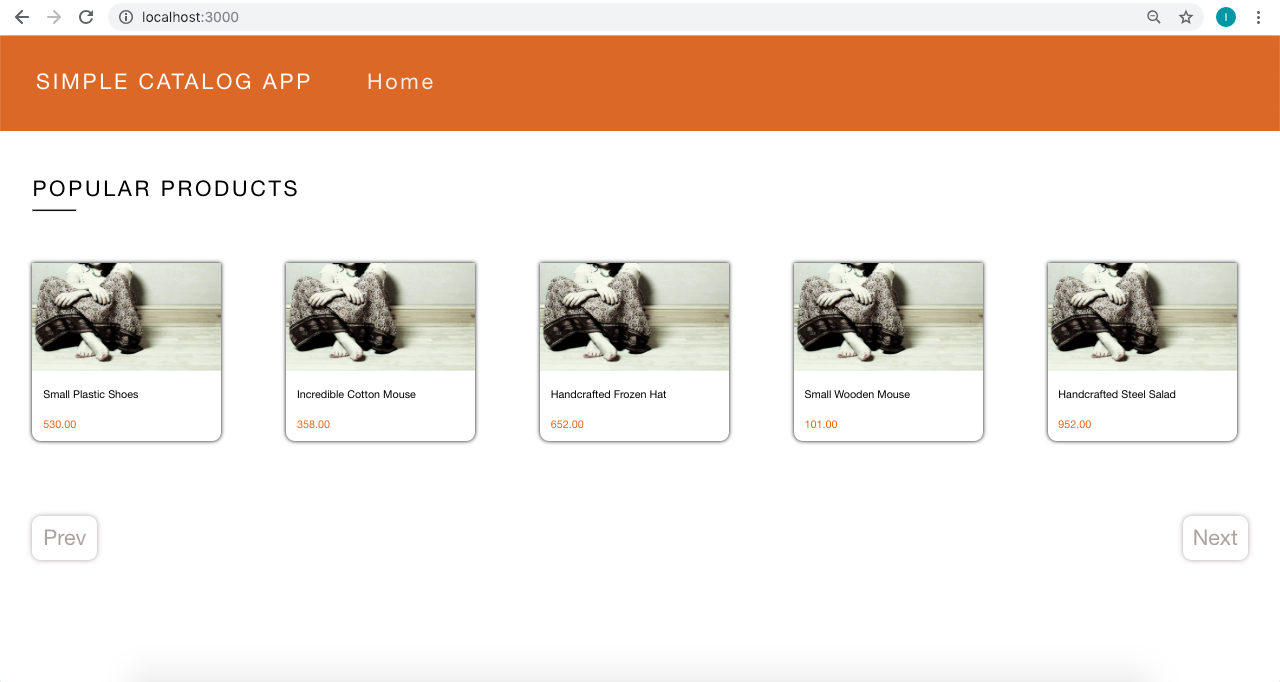 localhost:3000
I
SIMPLE CATALOG APP Home
POPULAR PRODUCTS
Small Plastic Shoes
530.00
Incredible Cotton Mouse
358.00
Handcrafted Frozen Hat
652.00
Small Wooden Mouse
101.00
Handcrafted Steel Salad
952.00
Prev
Next